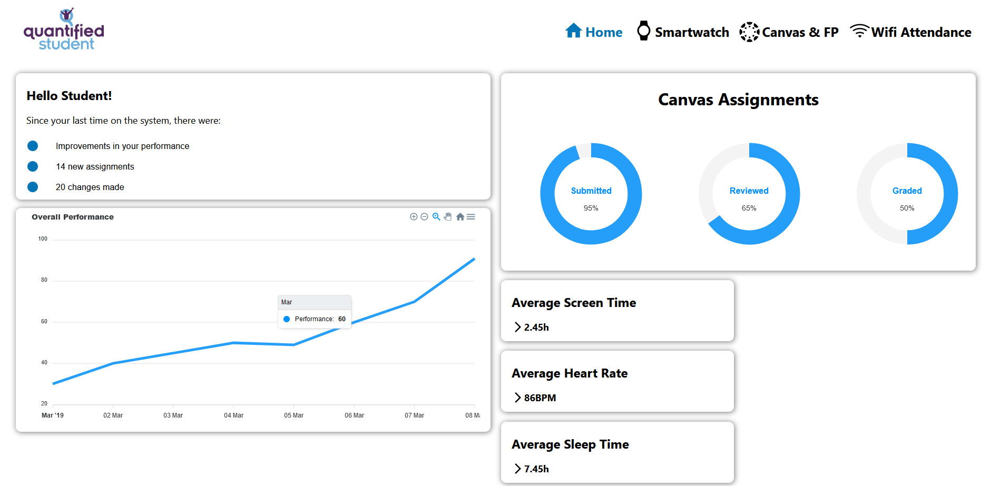 quantified
student
Home
Smartwatch
Canvas & FP
Wifi Attendance
Hello Student!
Since your last time on the system, there were:
Improvements in your performance
14 new assignments
20 changes made
Overall Performance
100
80
60
40
20
Mar
Performance: 60
Mar '19
02 Mar
03 Mar
04 Mar
05 Mar
06 Mar
07 Mar
08 Ma
Canvas Assignments
Submitted
95%
Reviewed
65%
Graded
50%
Average Screen Time
2.45h
Average Heart Rate
86BPM
Average Sleep Time
7.45h